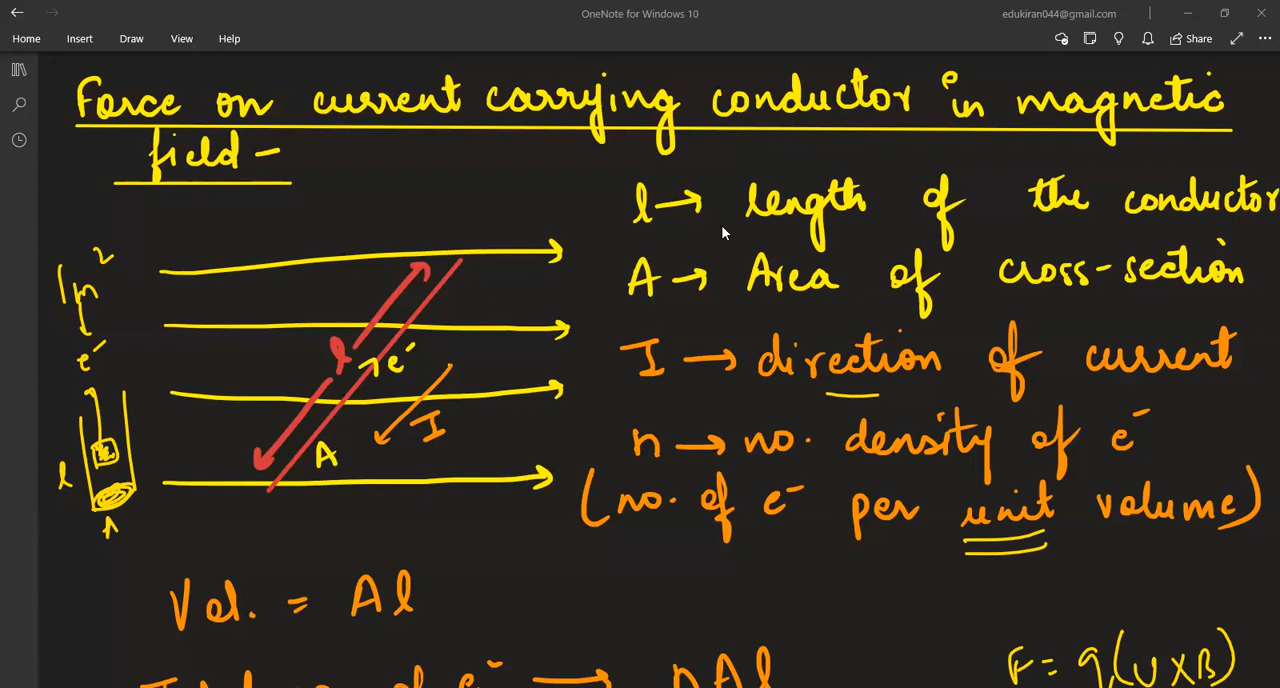 OneNote for Windows 10
edukiran044@gmail.com
Home Insert Draw View Help
Share
Force on current carrying conductor in magnetic
field -
l → length of the conductor
A → Area of cross-section
I → direction of current
n → no. density of e⁻
(no. of e⁻ per unit volume)
e⁻
l
A
l
e⁻
I
A
Vol. = Al
of e⁻ → nAl
F = q(V×B)